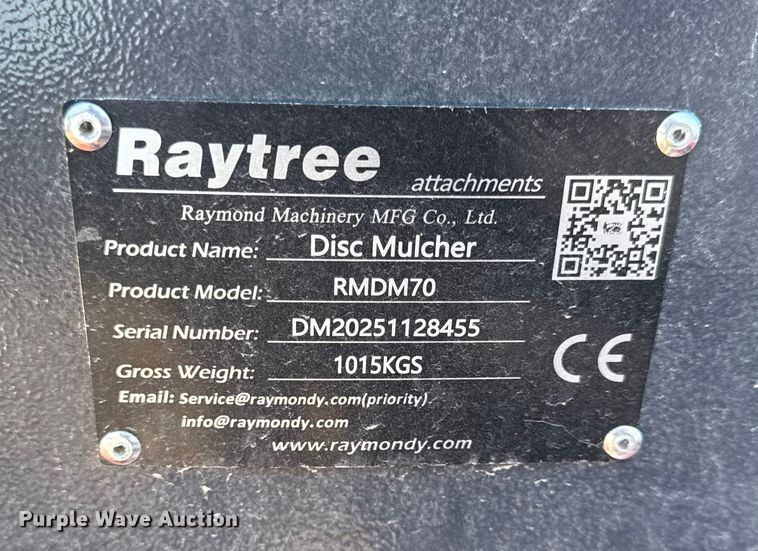 Raytree
attachments
Raymond Machinery MFG Co., Ltd.
Product Name: Disc Mulcher
Product Model: RMDM70
Serial Number: DM20251128455
Gross Weight: 1015KGS
Email: Service@raymondy.com(priority)
info@raymondy.com
www.raymondy.com
CE
Purple Wave Auction